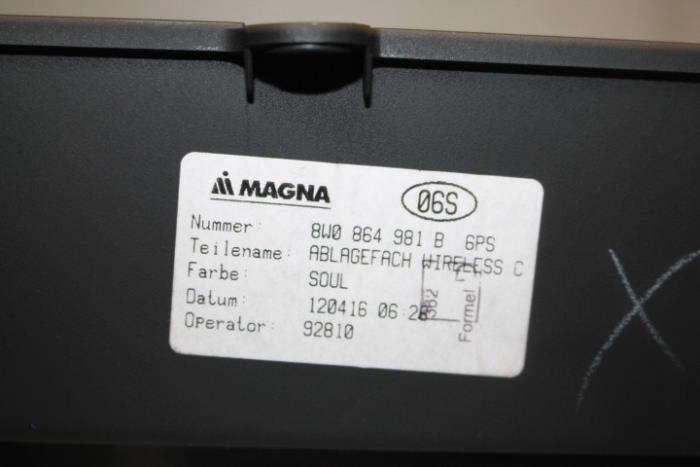 MAGNA
06S
Nummer: 8W0 864 981 B 6PS
Teilename: ABLAGEFACH WIRELESS C
Farbe: SOUL
Datum: 120416 06:28
Operator: 92810
382
Formel
X